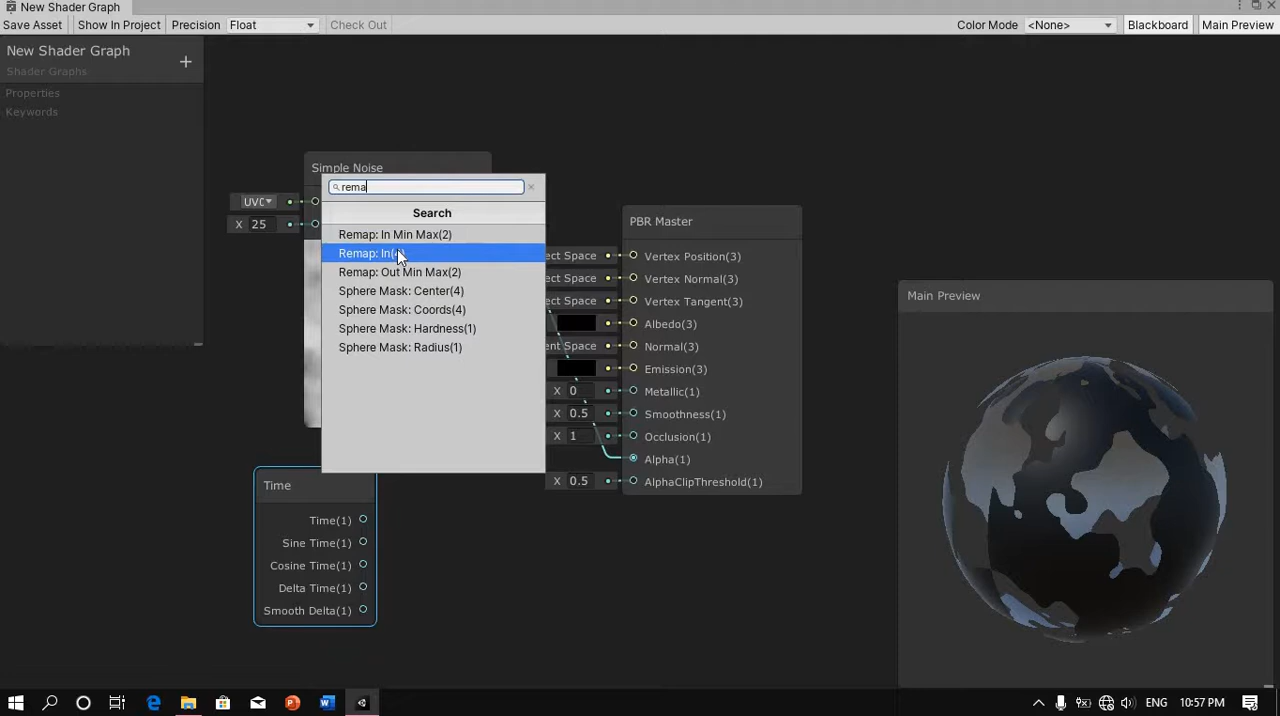 New Shader Graph
Save Asset Show In Project Precision Float Check Out Color Mode <None> Blackboard Main Preview
New Shader Graph
Shader Graphs
Properties
Keywords
Simple Noise
UV0
X 25
rema
Search
Remap: In Min Max(2)
Remap: In(
Remap: Out Min Max(2)
Sphere Mask: Center(4)
Sphere Mask: Coords(4)
Sphere Mask: Hardness(1)
Sphere Mask: Radius(1)
PBR Master
ect Space Vertex Position(3)
ect Space Vertex Normal(3)
ect Space Vertex Tangent(3)
Albedo(3)
ent Space Normal(3)
Emission(3)
X 0 Metallic(1)
X 0.5 Smoothness(1)
X 1 Occlusion(1)
Alpha(1)
X 0.5 AlphaClipThreshold(1)
Main Preview
Time
Time(1)
Sine Time(1)
Cosine Time(1)
Delta Time(1)
Smooth Delta(1)
ENG 10:57 PM